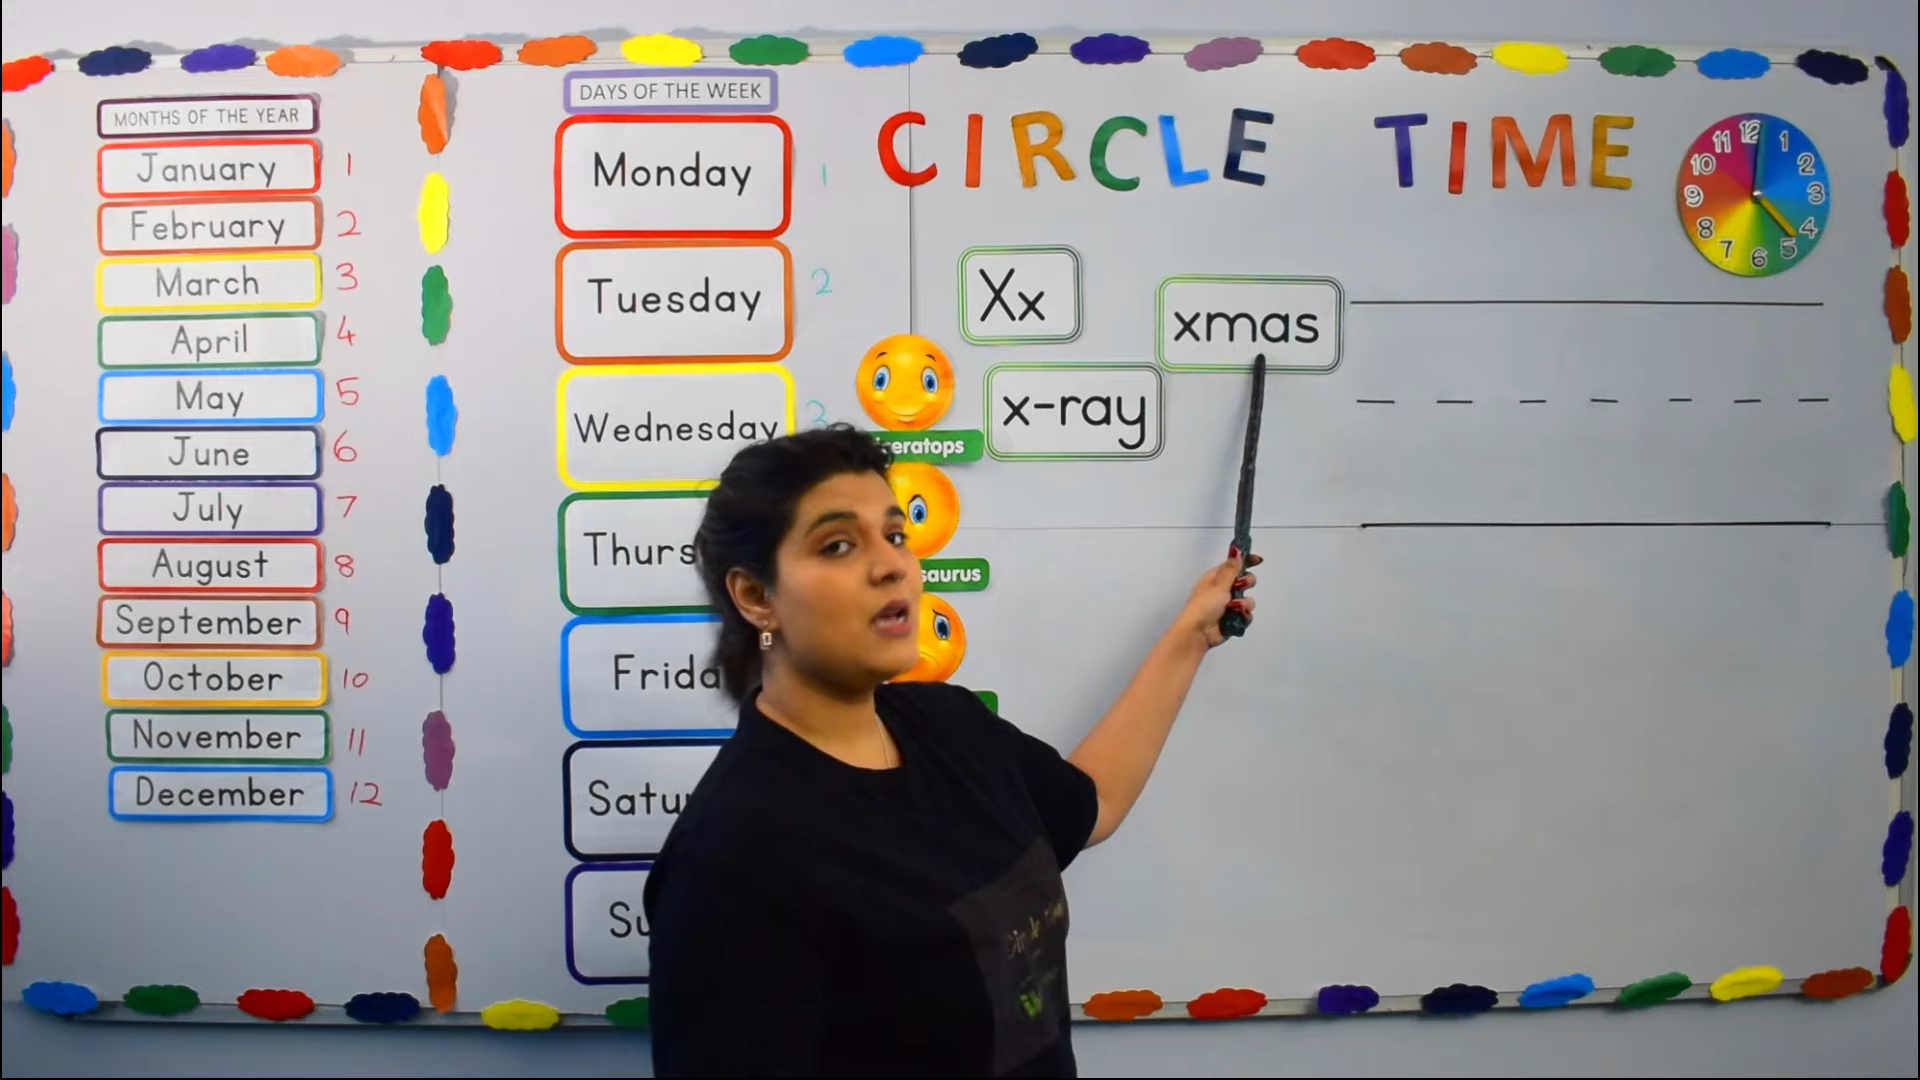 MONTHS OF THE YEAR
January 1
February 2
March 3
April 4
May 5
June 6
July 7
August 8
September 9
October 10
November 11
December 12
DAYS OF THE WEEK
Monday 1
Tuesday 2
Wednesday 3
Thurs
Frida
Satu
Su
CIRCLE TIME
12 1 2 3 4 5 6 7 8 9 10 11
Xx
xmas
x-ray
ceratops
saurus